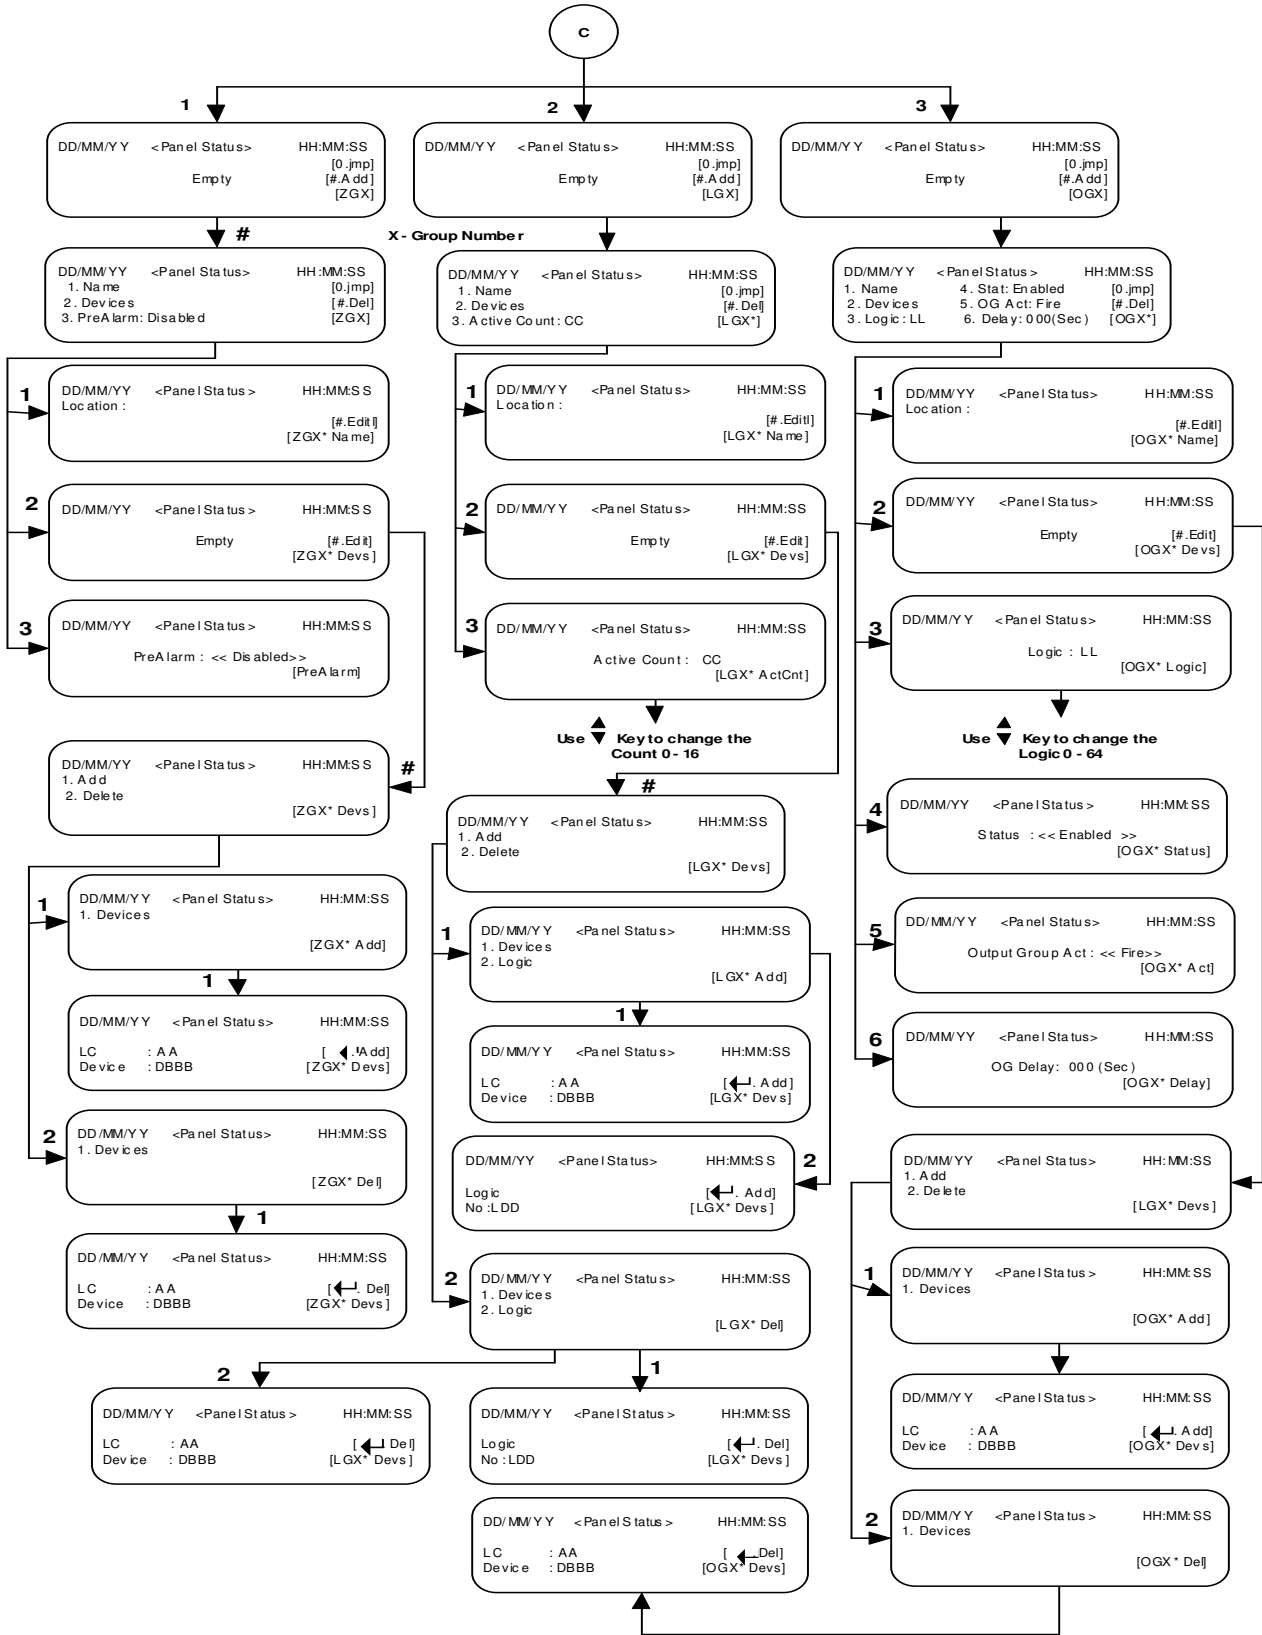 C
1
2
3
DD/MM/YY <Panel Status> HH:MM:SS
[0.jmp]
Empty [#.Add]
[ZGX]
DD/MM/YY <Panel Status> HH:MM:SS
[0.jmp]
Empty [#.Add]
[LGX]
DD/MM/YY <Panel Status> HH:MM:SS
[0.jmp]
Empty [#.Add]
[OGX]
#
X - Group Number
DD/MM/YY <Panel Status> HH:MM:SS
1. Name [0.jmp]
2. Devices [#.Del]
3. PreAlarm: Disabled [ZGX]
DD/MM/YY <Panel Status> HH:MM:SS
1. Name [0.jmp]
2. Devices [#.Del]
3. Active Count: CC [LGX*]
DD/MM/YY <Panel Status> HH:MM:SS
1. Name 4. Stat: Enabled [0.jmp]
2. Devices 5. OG Act: Fire [#.Del]
3. Logic: LL 6. Delay: 000(Sec) [OGX*]
1
DD/MM/YY <Panel Status> HH:MM:SS
Location :
[#.EditI]
[ZGX* Name]
2
DD/MM/YY <Panel Status> HH:MM:SS
Empty [#.Edit]
[ZGX* Devs]
3
DD/MM/YY <Panel Status> HH:MM:SS
PreAlarm : << Disabled>>
[PreAlarm]
#
DD/MM/YY <Panel Status> HH:MM:SS
1. Add
2. Delete
[ZGX* Devs]
1
DD/MM/YY <Panel Status> HH:MM:SS
1. Devices
[ZGX* Add]
1
DD/MM/YY <Panel Status> HH:MM:SS
LC : AA [ . Add]
Device : DBBB [ZGX* Devs]
2
DD/MM/YY <Panel Status> HH:MM:SS
1. Devices
[ZGX* Del]
1
DD/MM/YY <Panel Status> HH:MM:SS
LC : AA [ . Del]
Device : DBBB [ZGX* Devs]
1
DD/MM/YY <Panel Status> HH:MM:SS
Location :
[#.EditI]
[LGX* Name]
2
DD/MM/YY <Panel Status> HH:MM:SS
Empty [#.Edit]
[LGX* Devs]
3
DD/MM/YY <Panel Status> HH:MM:SS
Active Count : CC
[LGX* ActCnt]
Use Key to change the
Count 0 - 16
#
DD/MM/YY <Panel Status> HH:MM:SS
1. Add
2. Delete
[LGX* Devs]
1
DD/MM/YY <Panel Status> HH:MM:SS
1. Devices
2. Logic
[LGX* Add]
1
DD/MM/YY <Panel Status> HH:MM:SS
LC : AA [ . Add]
Device : DBBB [LGX* Devs]
2
DD/MM/YY <Panel Status> HH:MM:SS
Logic [ . Add]
No :LDD [LGX* Devs]
2
DD/MM/YY <Panel Status> HH:MM:SS
1. Devices
2. Logic
[LGX* Del]
2
DD/MM/YY <Panel Status> HH:MM:SS
LC : AA [ Del]
Device : DBBB [LGX* Devs]
1
DD/MM/YY <Panel Status> HH:MM:SS
Logic [ . Del]
No :LDD [LGX* Devs]
DD/MM/YY <Panel Status> HH:MM:SS
LC : AA [ .Del]
Device : DBBB [OGX* Devs]
1
DD/MM/YY <Panel Status> HH:MM:SS
Location :
[#.EditI]
[OGX* Name]
2
DD/MM/YY <Panel Status> HH:MM:SS
Empty [#.Edit]
[OGX* Devs]
3
DD/MM/YY <Panel Status> HH:MM:SS
Logic : LL
[OGX* Logic]
Use Key to change the
Logic 0 - 64
4
DD/MM/YY <Panel Status> HH:MM:SS
Status : << Enabled >>
[OGX* Status]
5
DD/MM/YY <Panel Status> HH:MM:SS
Output Group Act : << Fire>>
[OGX* Act]
6
DD/MM/YY <Panel Status> HH:MM:SS
OG Delay: 000 (Sec)
[OGX* Delay]
DD/MM/YY <Panel Status> HH:MM:SS
1. Add
2. Delete
[LGX* Devs]
1
DD/MM/YY <Panel Status> HH:MM:SS
1. Devices
[OGX* Add]
DD/MM/YY <Panel Status> HH:MM:SS
LC : AA [ . Add]
Device : DBBB [OGX* Devs]
2
DD/MM/YY <Panel Status> HH:MM:SS
1. Devices
[OGX* Del]